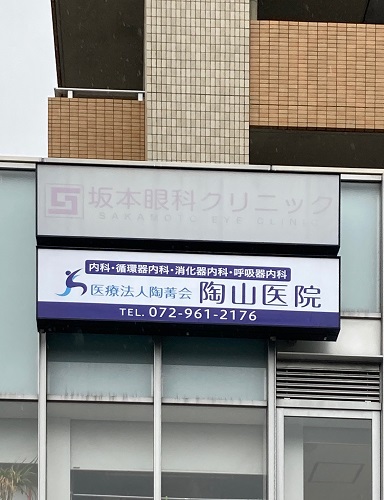 坂本眼科クリニック
SAKAMOTO EYE CLINIC
内科・循環器内科・消化器内科・呼吸器内科
医療法人陶菁会 陶山医院
TEL. 072-961-2176